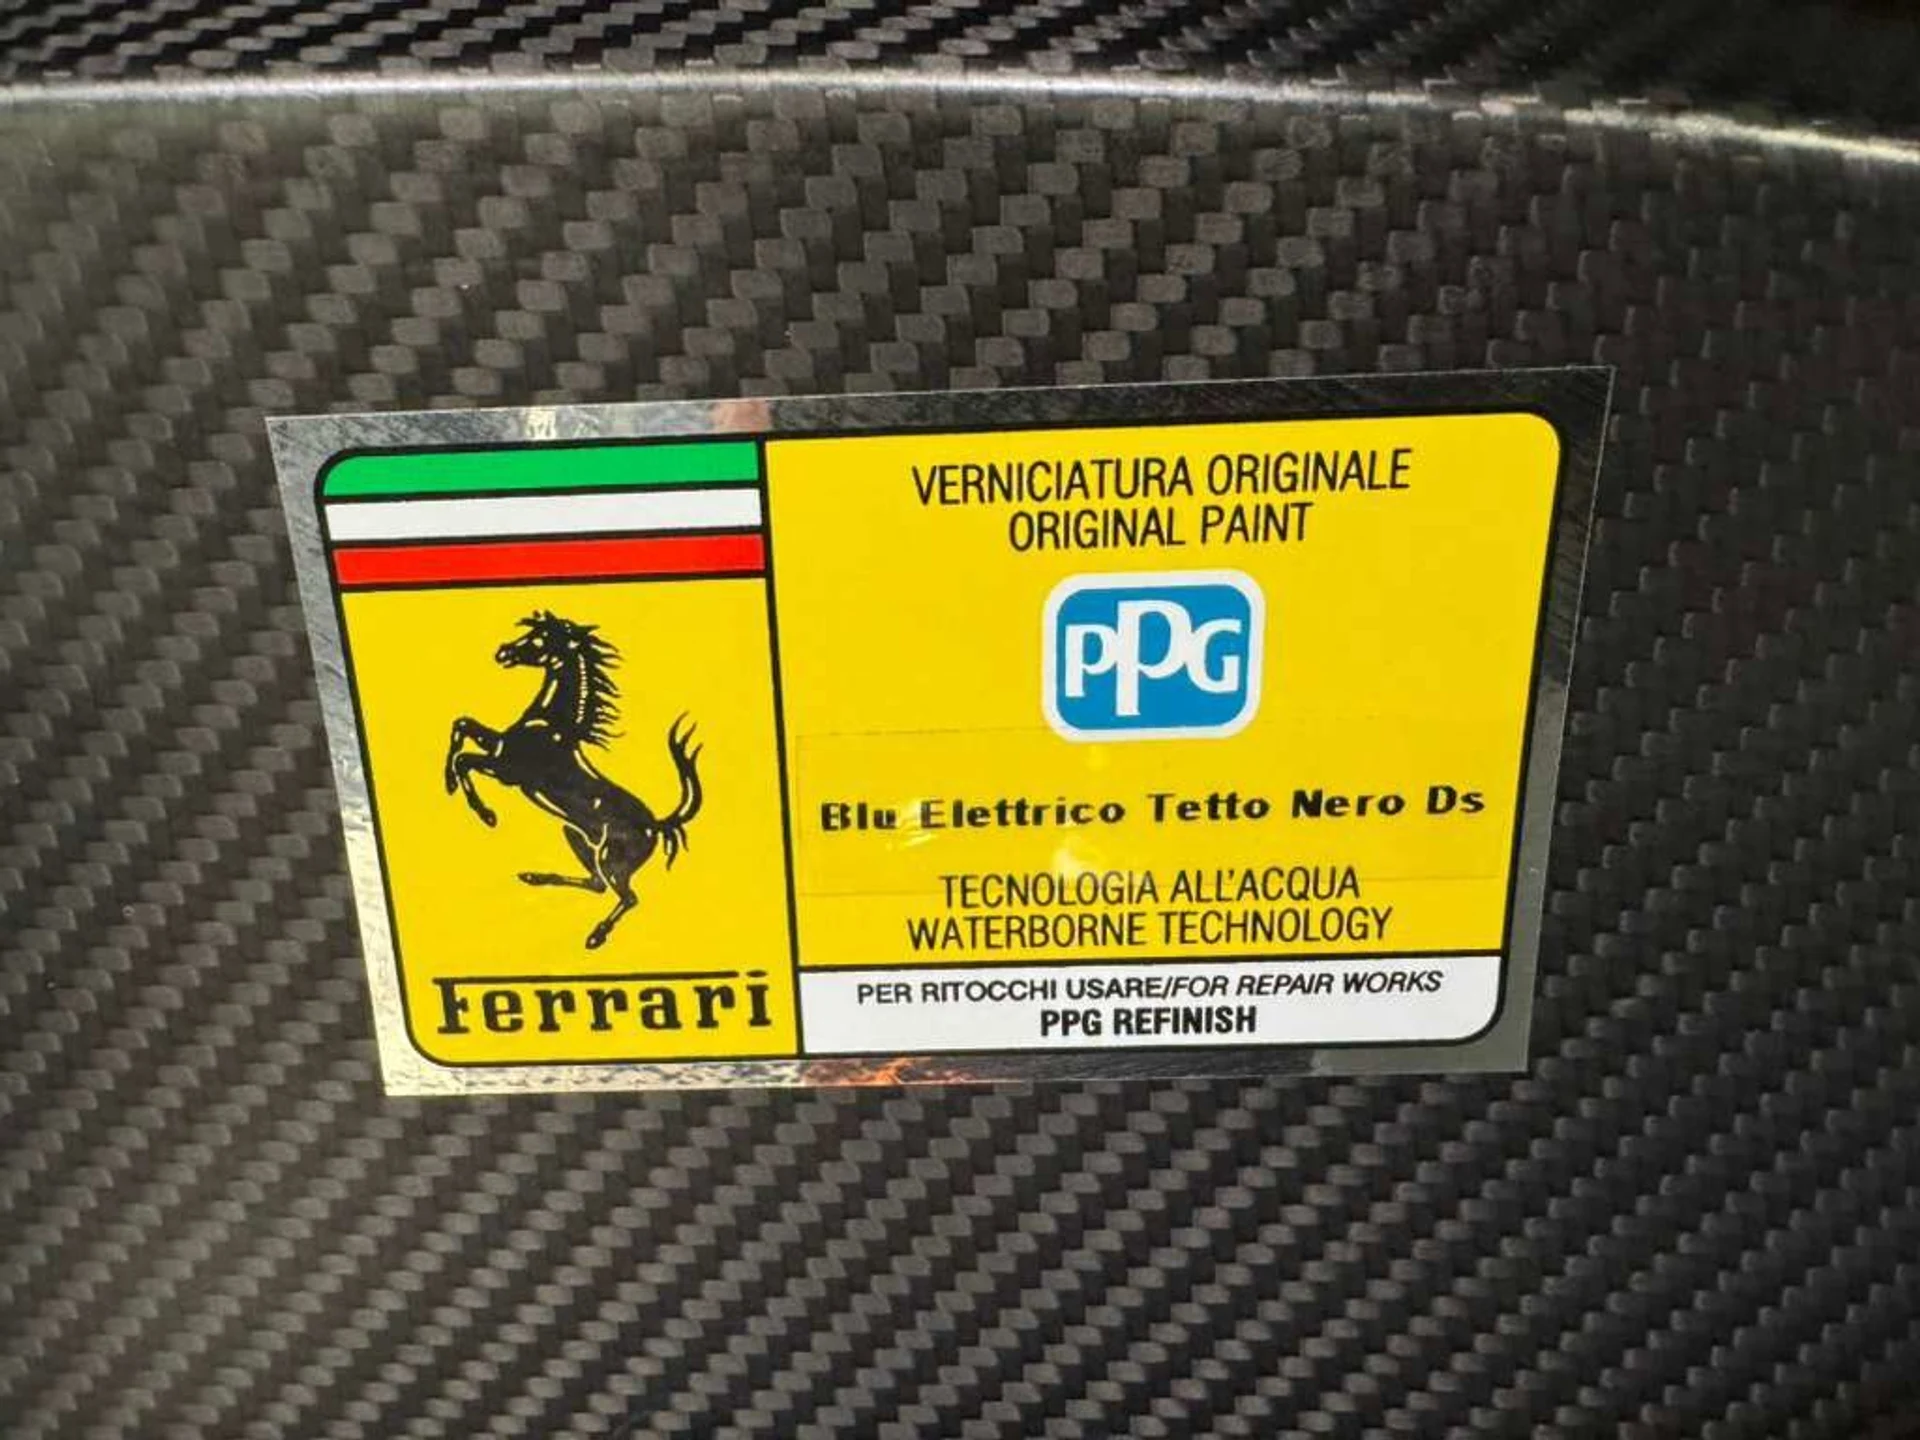 VERNICIATURA ORIGINALE
ORIGINAL PAINT
PPG
Blu Elettrico Tetto Nero Ds
TECNOLOGIA ALL'ACQUA
WATERBORNE TECHNOLOGY
Ferrari
PER RITOCCHI USARE/FOR REPAIR WORKS
PPG REFINISH